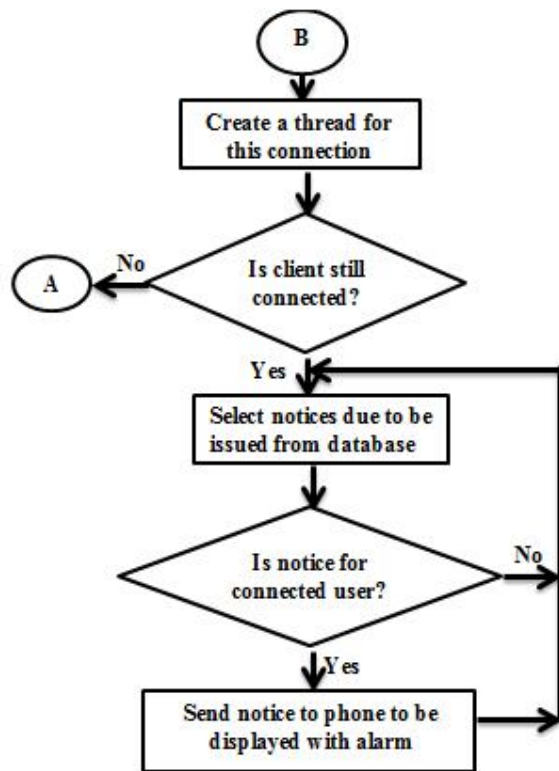 B
Create a thread for
this connection
Is client still
connected?
No
A
Yes
Select notices due to be
issued from database
Is notice for
connected user?
No
Yes
Send notice to phone to be
displayed with alarm